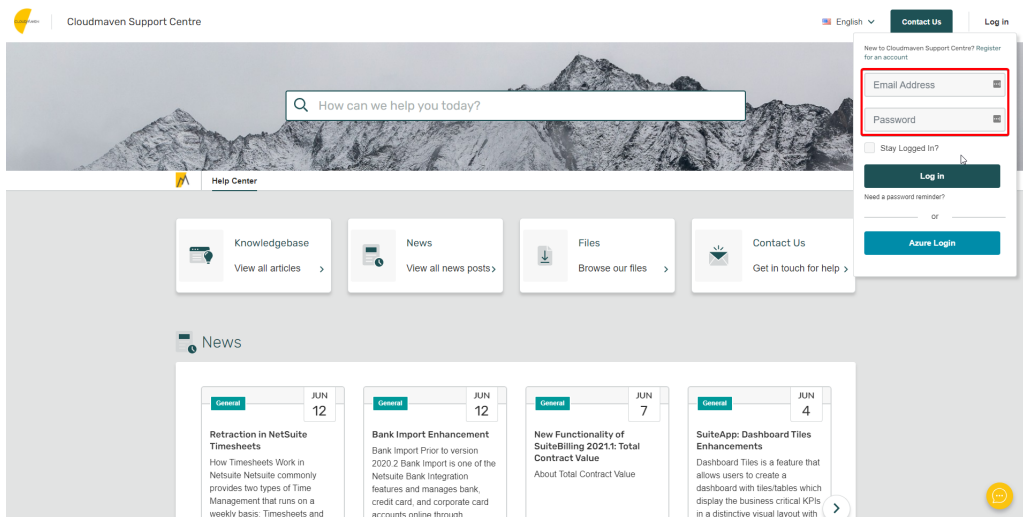 Cloudmaven Support Centre
English
Contact Us
Log in
New to Cloudmaven Support Centre? Register
for an account
Email Address
Password
Stay Logged In?
Log in
Need a password reminder?
or
Azure Login
How can we help you today?
Help Center
Knowledgebase
View all articles
News
View all news posts
Files
Browse our files
Contact Us
Get in touch for help
News
General
JUN
12
Retraction in NetSuite
Timesheets
How Timesheets Work in
Netsuite Netsuite commonly
provides two types of Time
Management that runs on a
weekly basis: Timesheets and
General
JUN
12
Bank Import Enhancement
Bank Import Prior to version
2020.2 Bank Import is one of the
Netsuite Bank Integration
features and manages bank,
credit card, and corporate card
accounts online through
General
JUN
7
New Functionality of
SuiteBilling 2021.1: Total
Contract Value
About Total Contract Value
General
JUN
4
SuiteApp: Dashboard Tiles
Enhancements
Dashboard Tiles is a feature that
allows users to create a
dashboard with tiles/tables which
display the business critical KPIs
in a distinctive visual layout with